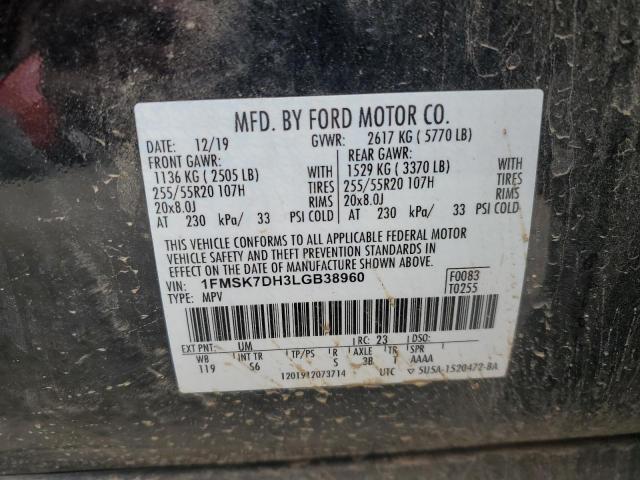 MFD. BY FORD MOTOR CO.
DATE: 12/19 GVWR: 2617 KG ( 5770 LB)
FRONT GAWR: REAR GAWR:
1136 KG ( 2505 LB) WITH 1529 KG ( 3370 LB) WITH
255/55R20 107H TIRES 255/55R20 107H TIRES
20x8.0J RIMS 20x8.0J RIMS
AT 230 kPa/ 33 PSI COLD AT 230 kPa/ 33 PSI COLD
THIS VEHICLE CONFORMS TO ALL APPLICABLE FEDERAL MOTOR
VEHICLE SAFETY AND THEFT PREVENTION STANDARDS IN
EFFECT ON THE DATE OF MANUFACTURE SHOWN ABOVE.
VIN: 1FMSK7DH3LGB38960 F0083
TYPE: MPV T0255
EXT PNT: UM RC: 23 DSO:
WB INT TR TP/PS R AXLE TR SPR
119 S6 S 3B T AAAA
1201912073714 UTC ▽ 5USA-1520472-BA